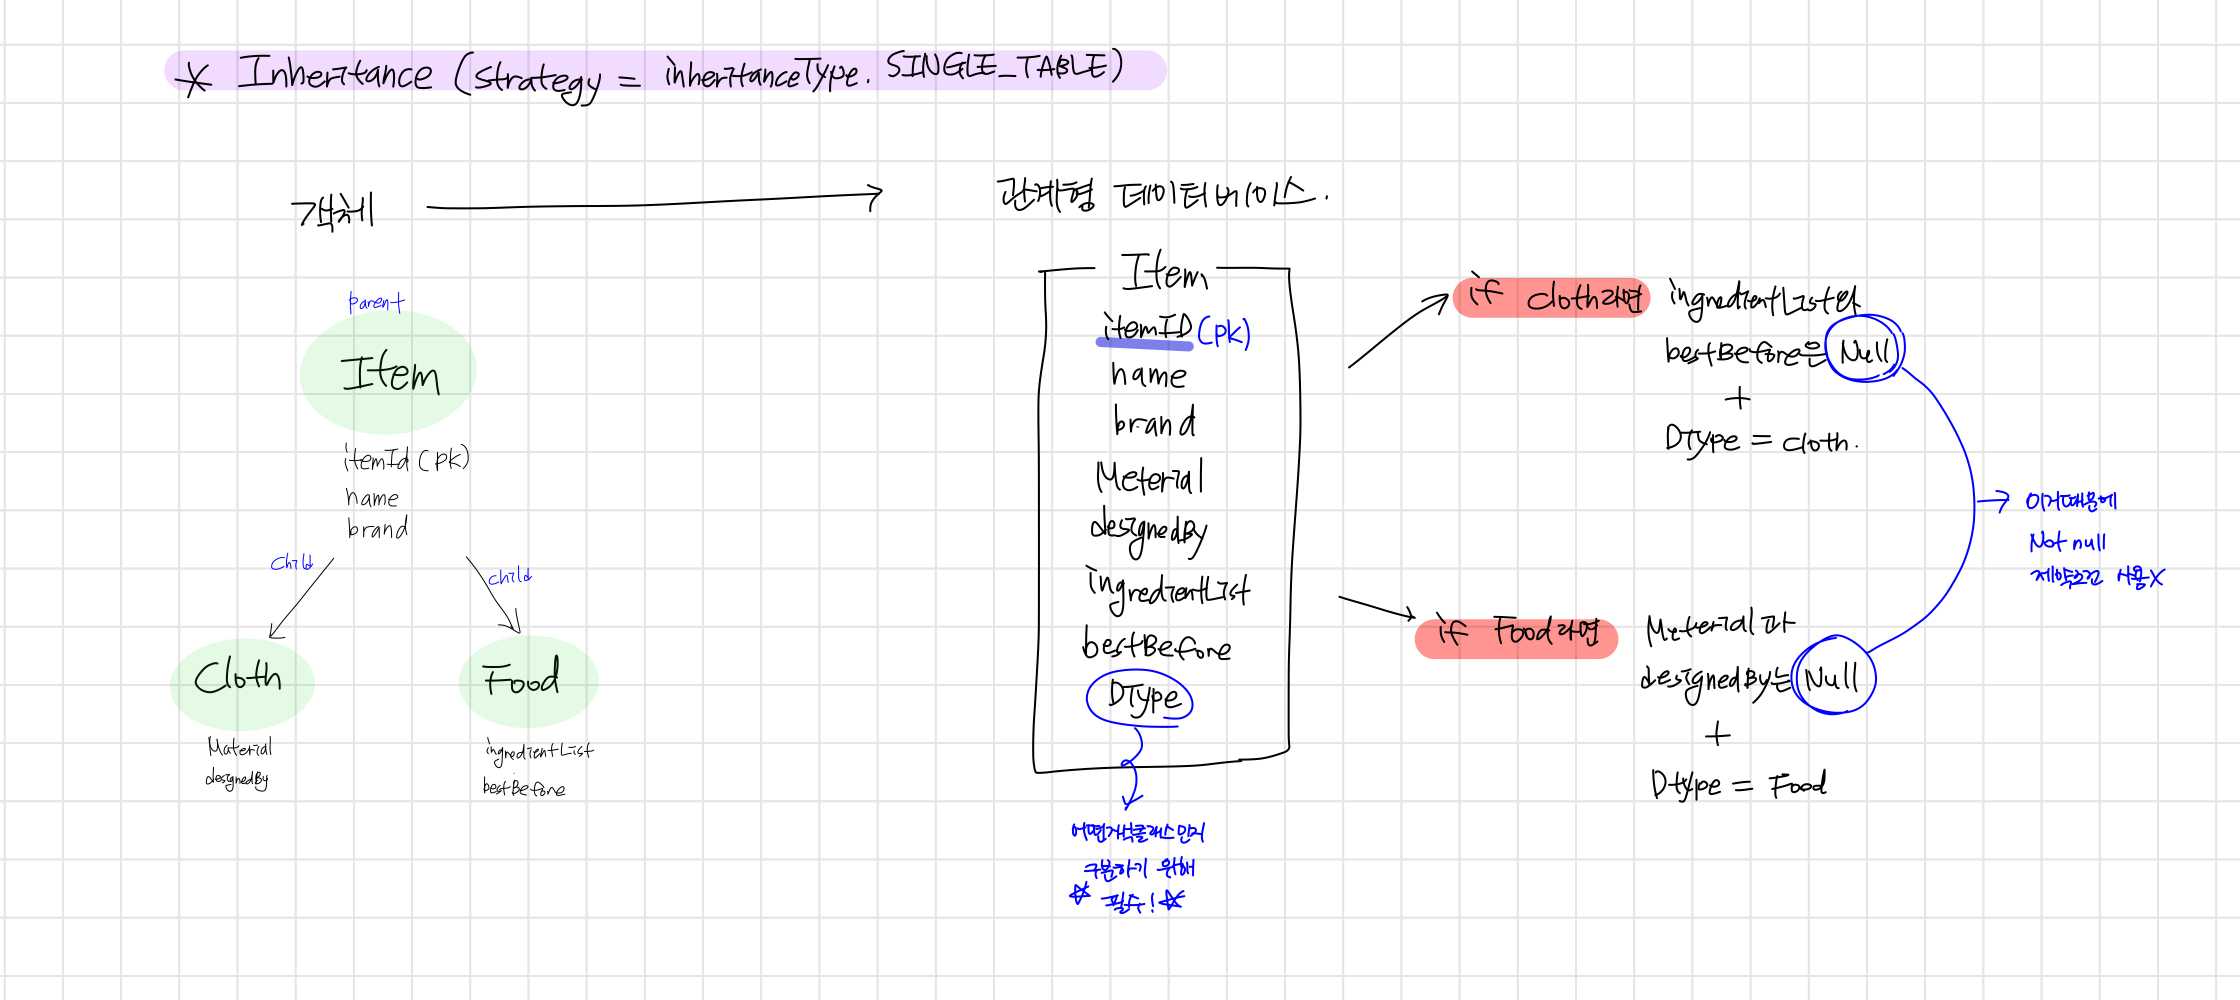 * Inheritance (strategy = inheritanceType. SINGLE_TABLE)
객체
관계형 데이터베이스.
parent
Item
itemId (pk)
name
brand
child
child
Cloth
Material
designedBy
Food
ingredientList
bestBefore
Item
itemID (pk)
name
brand
Meterial
designedBy
ingredientList
bestBefore
DType
어떤자식클래스인지
구분하기 위해
☆ 필수! ☆
if cloth라면
ingredientList와
bestBefore은 Null
+
DType = cloth.
if Food라면
Meterial과
designedBy는 Null
+
Dtype = Food
이거때문에
Not null
제약조건 사용X